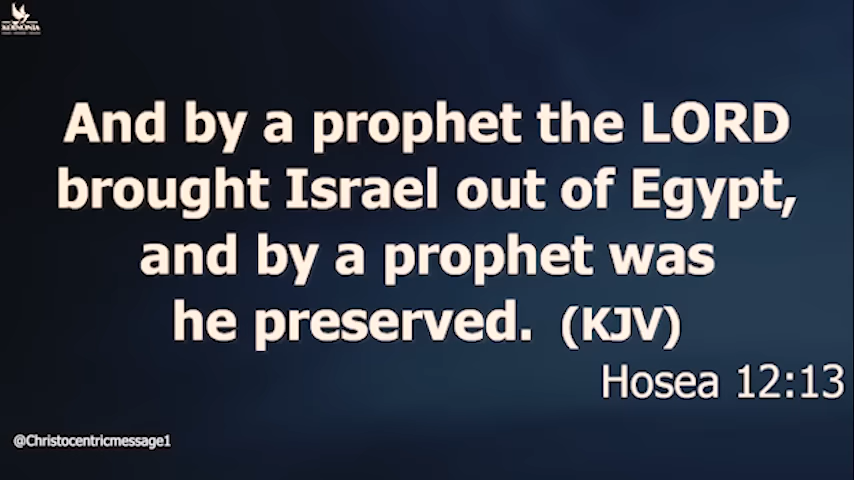 KOINONIA
And by a prophet the LORD
brought Israel out of Egypt,
and by a prophet was
he preserved. (KJV)
Hosea 12:13
@Christocentricmessage1